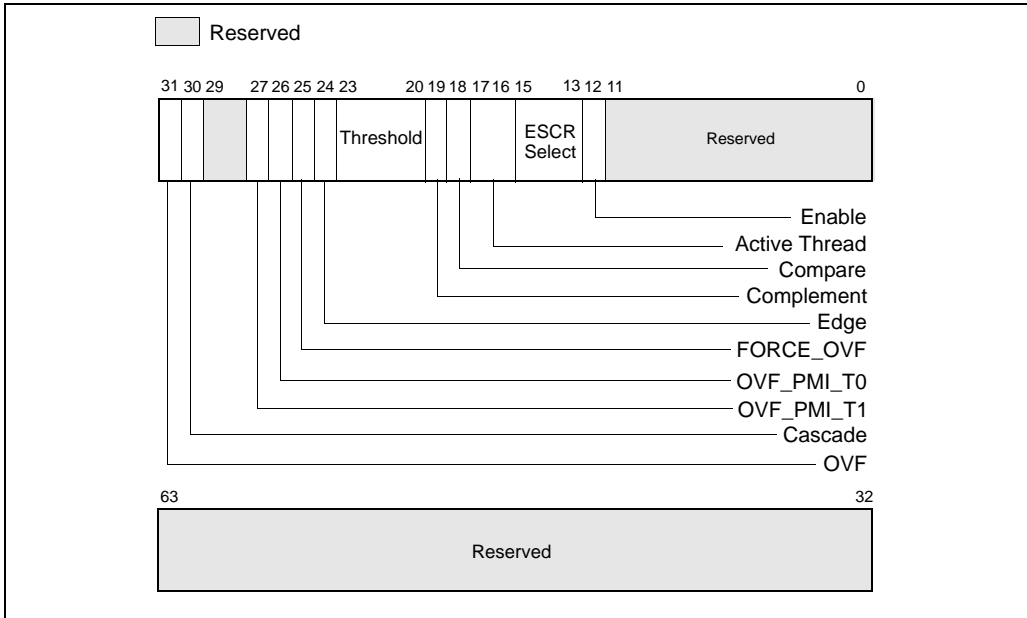 Reserved
31 30 29 27 26 25 24 23 20 19 18 17 16 15 13 12 11 0
Threshold
ESCR
Select
Reserved
Enable
Active Thread
Compare
Complement
Edge
FORCE_OVF
OVF_PMI_T0
OVF_PMI_T1
Cascade
OVF
63 32
Reserved